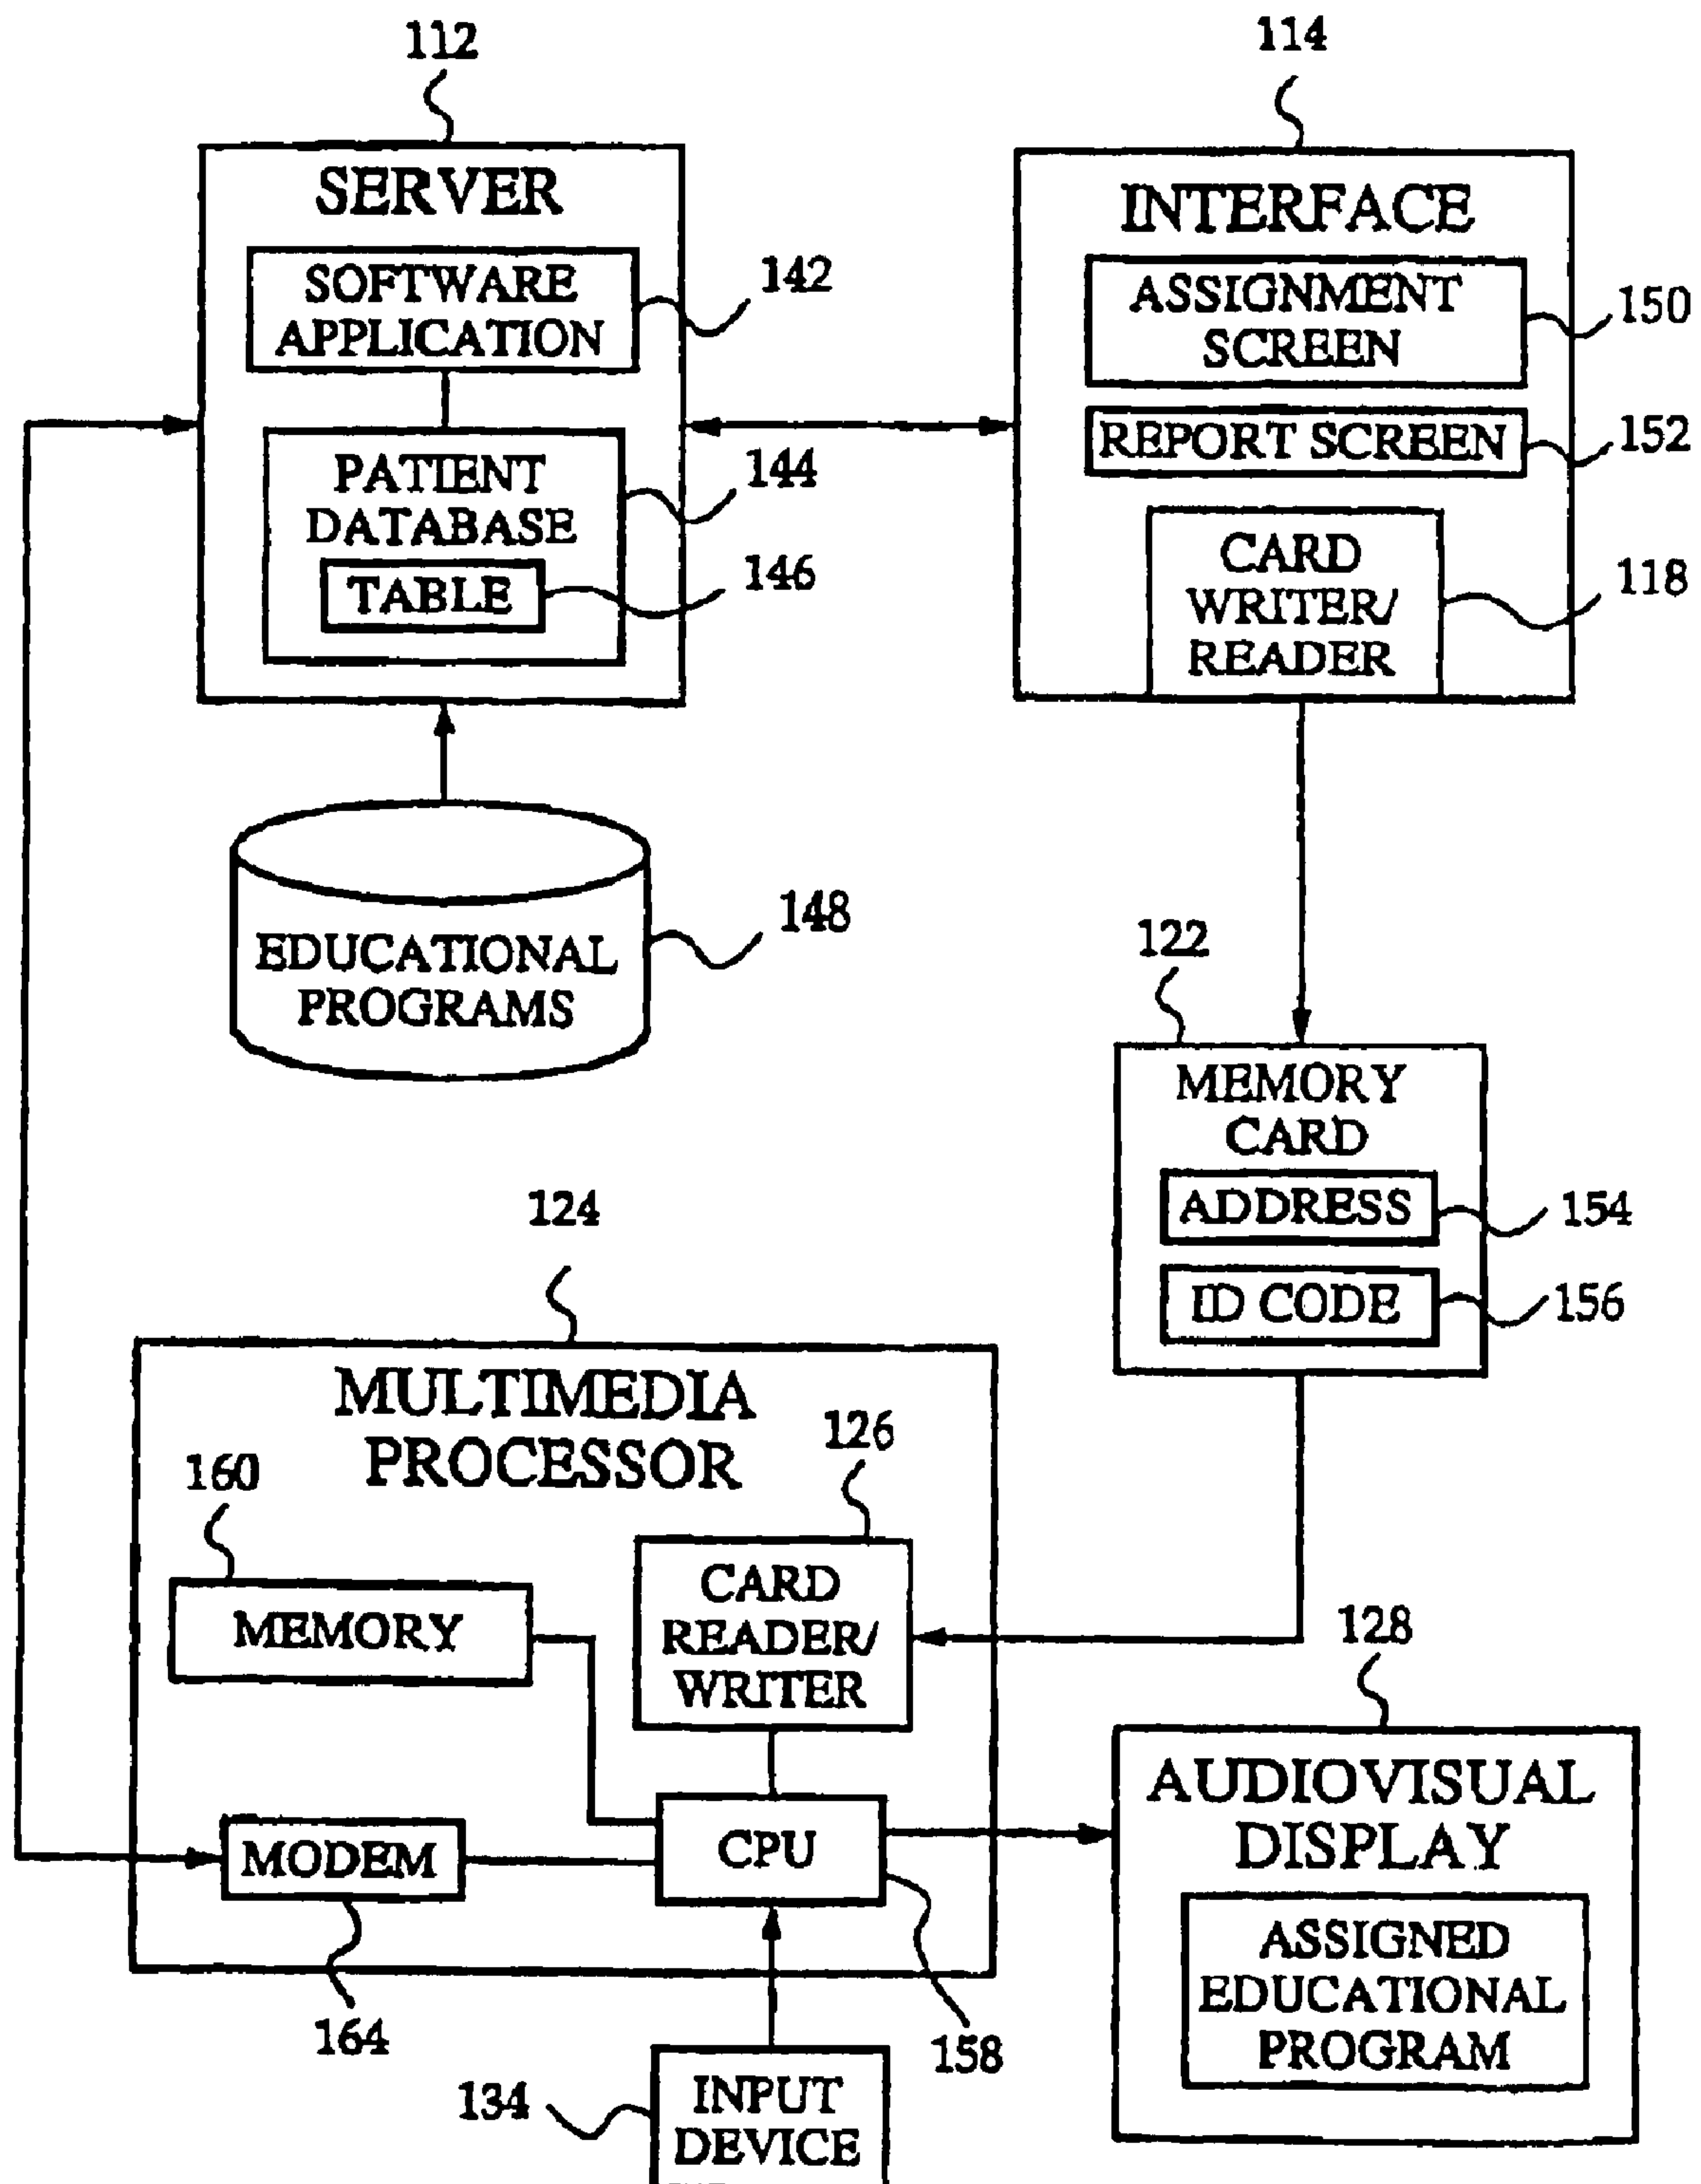 112
114
SERVER
SOFTWARE
APPLICATION
142
PATIENT
DATABASE
144
TABLE
146
INTERFACE
ASSIGNMENT
SCREEN
150
REPORT SCREEN
152
CARD
WRITER/
READER
118
EDUCATIONAL
PROGRAMS
148
122
MEMORY
CARD
ADDRESS
154
ID CODE
156
124
MULTIMEDIA
PROCESSOR
160
MEMORY
126
CARD
READER/
WRITER
MODEM
164
CPU
158
128
AUDIOVISUAL
DISPLAY
ASSIGNED
EDUCATIONAL
PROGRAM
134
INPUT
DEVICE